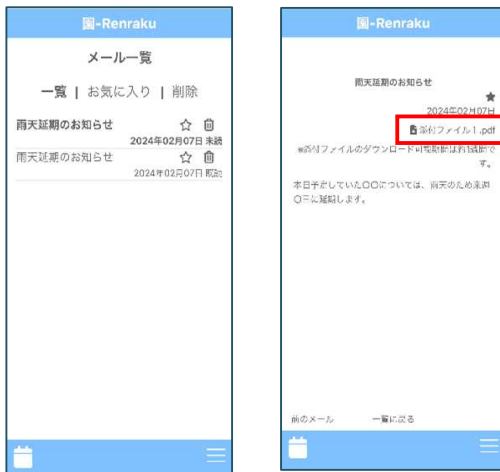 園-Renraku
メール一覧
一覧 | お気に入り | 削除
雨天延期のお知らせ
2024年02月07日 未読
雨天延期のお知らせ
2024年02月07日 既読
園-Renraku
雨天延期のお知らせ
2024年02月07日
添付ファイル1.pdf
※添付ファイルのダウンロード可能期間は約1週間で
す。
本日予定していた〇〇については、雨天のため来週
〇曜に延期します。
前のメール 一覧に戻る